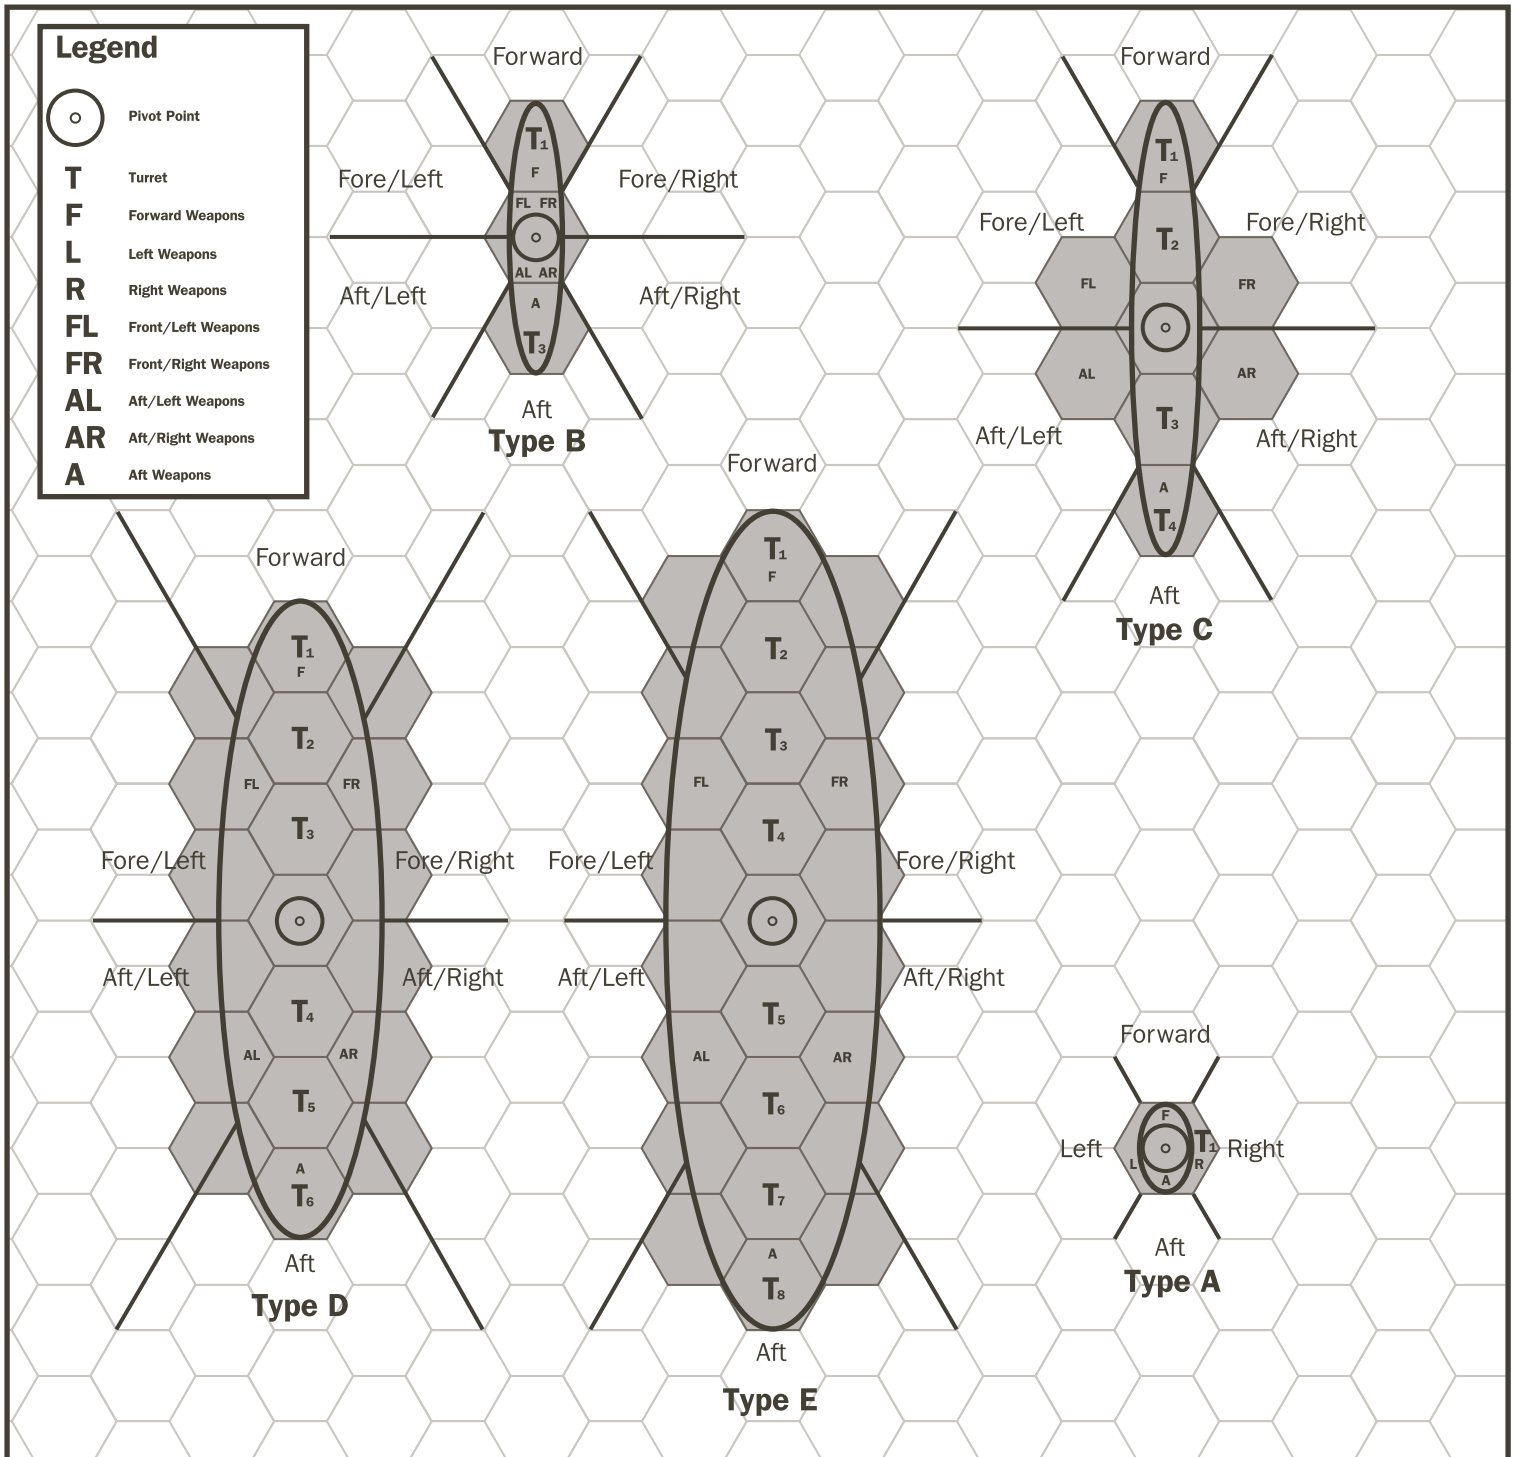 Legend
Pivot Point
T Turret
F Forward Weapons
L Left Weapons
R Right Weapons
FL Front/Left Weapons
FR Front/Right Weapons
AL Aft/Left Weapons
AR Aft/Right Weapons
A Aft Weapons
Forward
T1
F
Fore/Left
Fore/Right
FL FR
AL AR
Aft/Left
Aft/Right
A
T3
Aft
Type B
Forward
T1
F
Fore/Left
Fore/Right
T2
FL
FR
AL
AR
T3
Aft/Left
Aft/Right
A
T4
Aft
Type C
Forward
T1
F
T2
FL
FR
T3
Fore/Left
Fore/Right
Aft/Left
Aft/Right
T4
AL
AR
T5
A
T6
Aft
Type D
Forward
T1
F
T2
T3
FL
FR
T4
Fore/Left
Fore/Right
Aft/Left
Aft/Right
T5
AL
AR
T6
T7
A
T8
Aft
Type E
Forward
F
Left
T1
Right
L
R
A
Aft
Type A